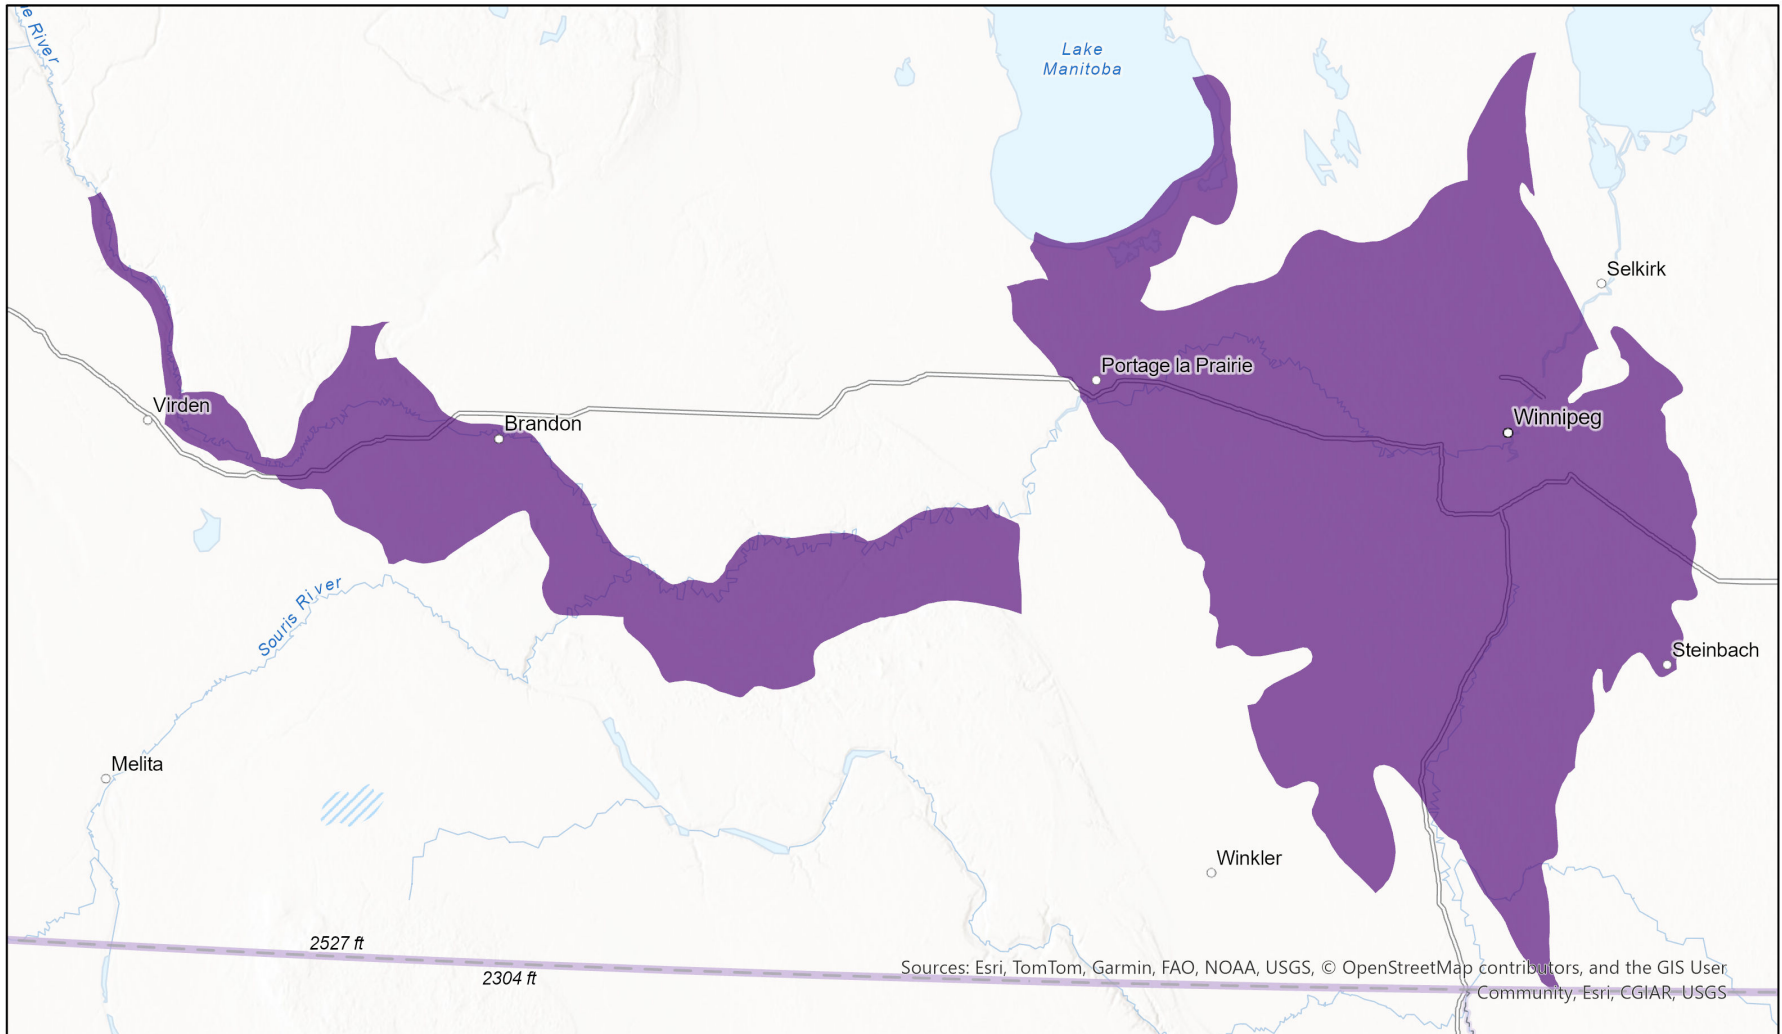 e River
Lake
Manitoba
Selkirk
Portage la Prairie
Virden
Brandon
Winnipeg
Souris River
Steinbach
Melita
Winkler
2527 ft
2304 ft
Sources: Esri, TomTom, Garmin, FAO, NOAA, USGS, © OpenStreetMap contributors, and the GIS User
Community, Esri, CGIAR, USGS